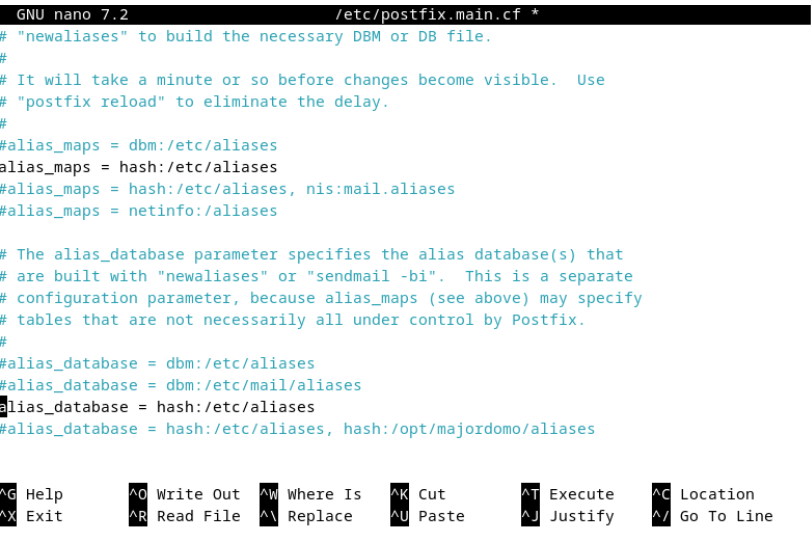 GNU nano 7.2 /etc/postfix.main.cf *
# "newaliases" to build the necessary DBM or DB file.
#
# It will take a minute or so before changes become visible.  Use
# "postfix reload" to eliminate the delay.
#
#alias_maps = dbm:/etc/aliases
alias_maps = hash:/etc/aliases
#alias_maps = hash:/etc/aliases, nis:mail.aliases
#alias_maps = netinfo:/aliases

# The alias_database parameter specifies the alias database(s) that
# are built with "newaliases" or "sendmail -bi".  This is a separate
# configuration parameter, because alias_maps (see above) may specify
# tables that are not necessarily all under control by Postfix.
#
#alias_database = dbm:/etc/aliases
#alias_database = dbm:/etc/mail/aliases
alias_database = hash:/etc/aliases
#alias_database = hash:/etc/aliases, hash:/opt/majordomo/aliases

^G Help ^O Write Out ^W Where Is ^K Cut ^T Execute ^C Location
^X Exit ^R Read File ^\ Replace ^U Paste ^J Justify ^/ Go To Line